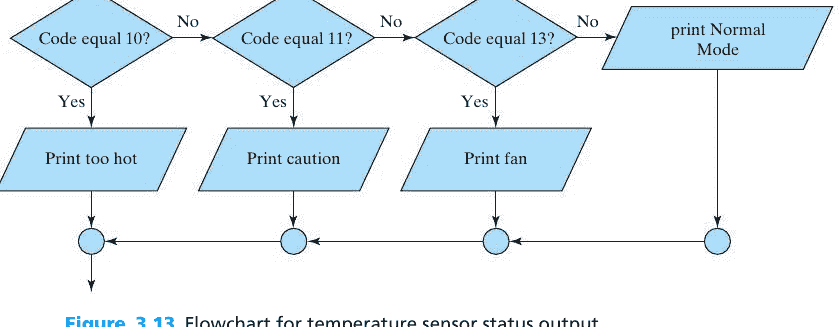 No
No
No
Code equal 10?
Code equal 11?
Code equal 13?
print Normal
Mode
Yes
Yes
Yes
Print too hot
Print caution
Print fan
Figure 3.13 Flowchart for temperature sensor status output